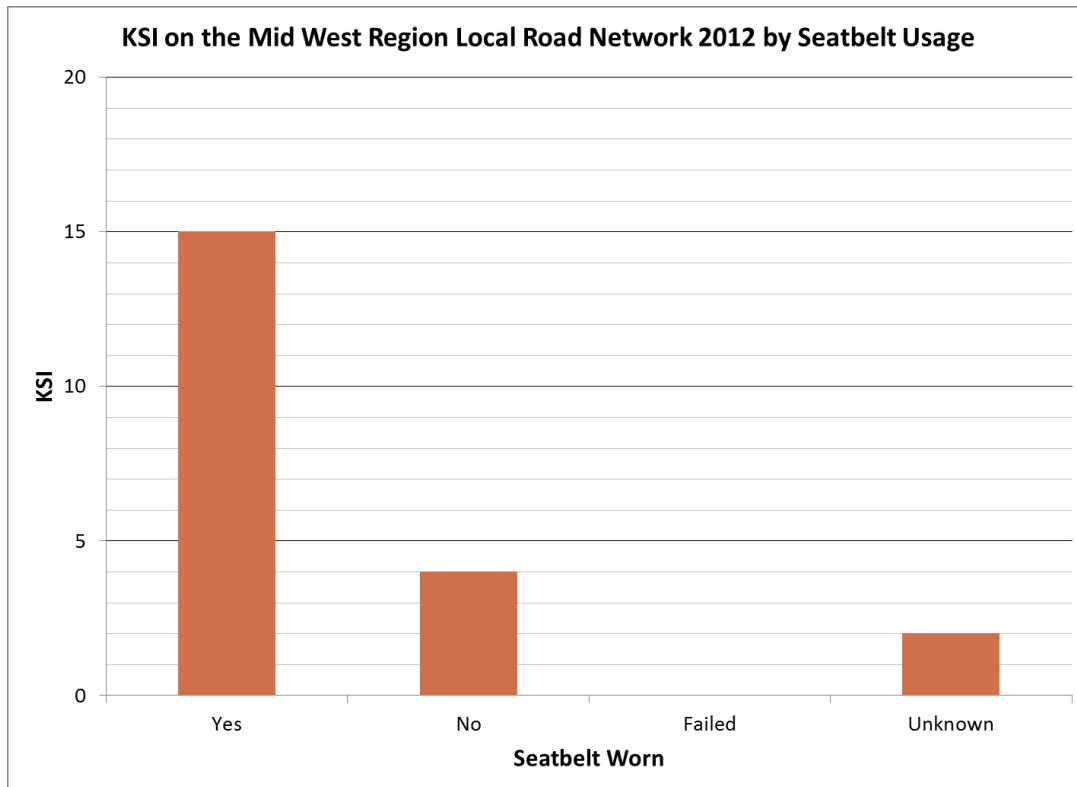 KSI on the Mid West Region Local Road Network 2012 by Seatbelt Usage
20
15
10
5
0
KSI
Yes No Failed Unknown
Seatbelt Worn